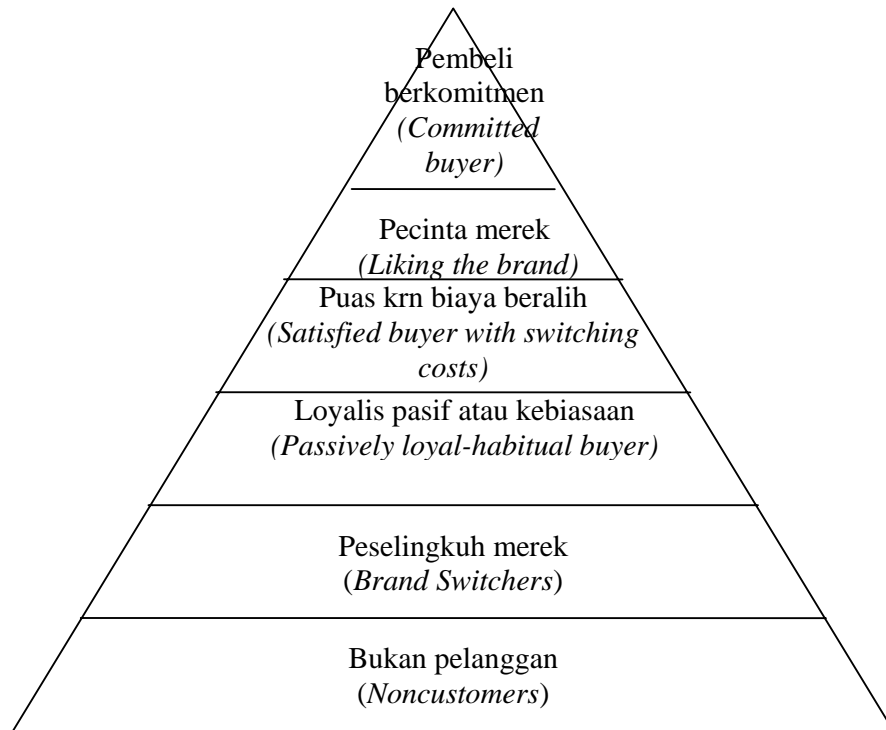 Pembeli
berkomitmen
(Committed
buyer)
Pecinta merek
(Liking the brand)
Puas krn biaya beralih
(Satisfied buyer with switching
costs)
Loyalis pasif atau kebiasaan
(Passively loyal-habitual buyer)
Peselingkuh merek
(Brand Switchers)
Bukan pelanggan
(Noncustomers)